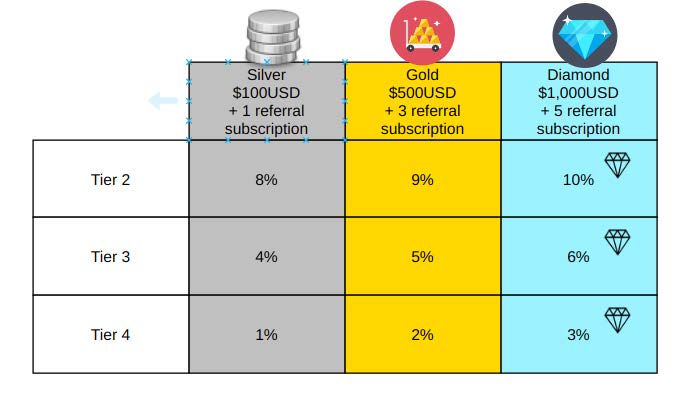 Silver
$100USD
+ 1 referral
subscription
Gold
$500USD
+ 3 referral
subscription
Diamond
$1,000USD
+ 5 referral
subscription
Tier 2
8%
9%
10%
Tier 3
4%
5%
6%
Tier 4
1%
2%
3%